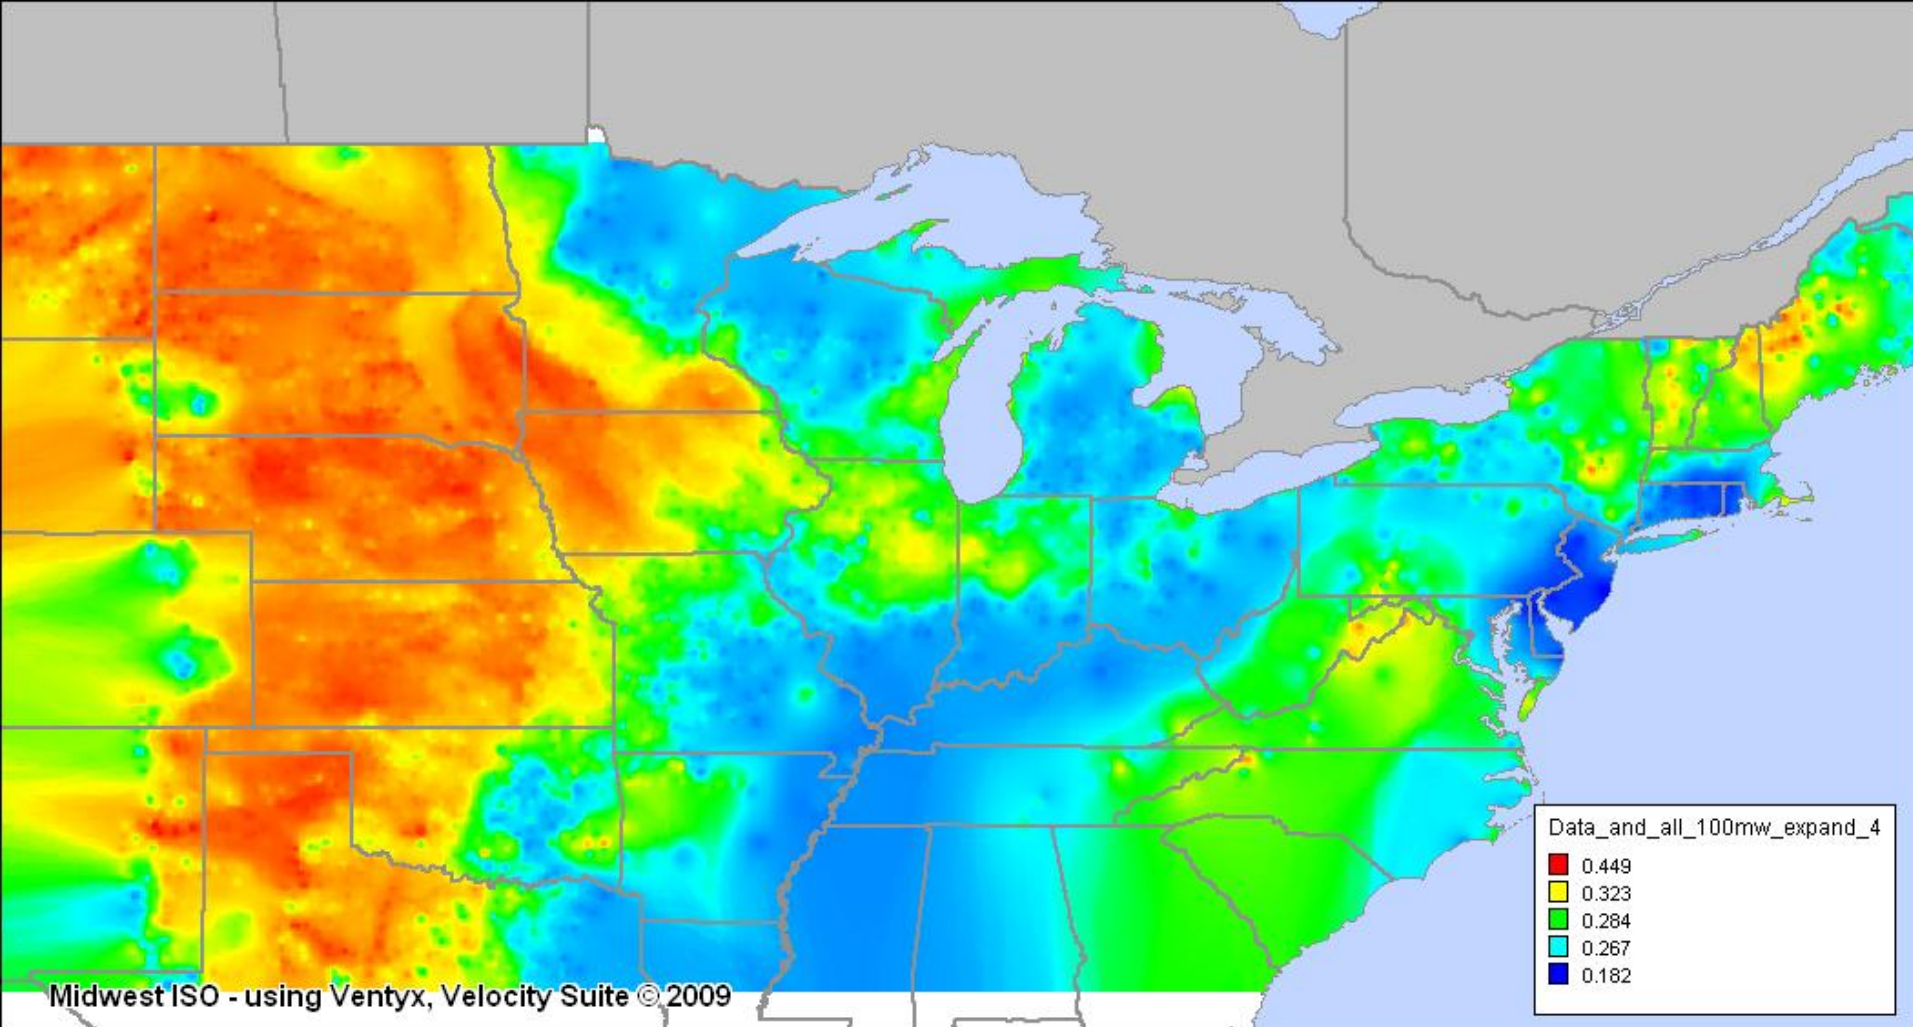 Data_and_all_100mw_expand_4
0.449
0.323
0.284
0.267
0.182
Midwest ISO - using Ventyx, Velocity Suite © 2009